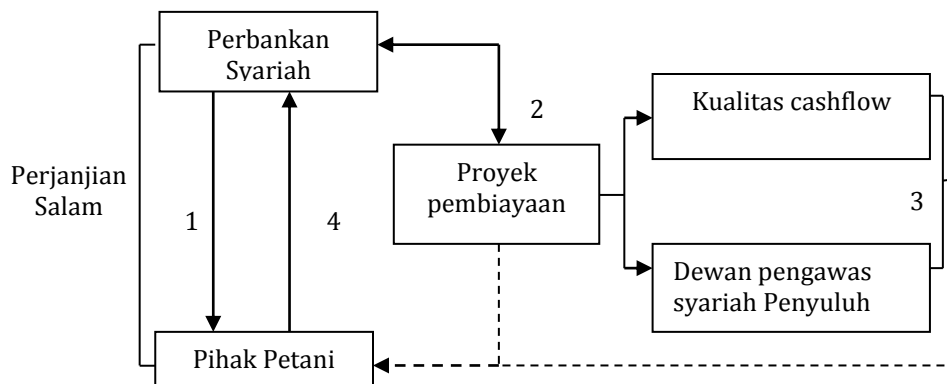 Perbankan
Syariah
Kualitas cashflow
2
Proyek
pembiayaan
Perjanjian
Salam
1
4
3
Dewan pengawas
syariah Penyuluh
Pihak Petani